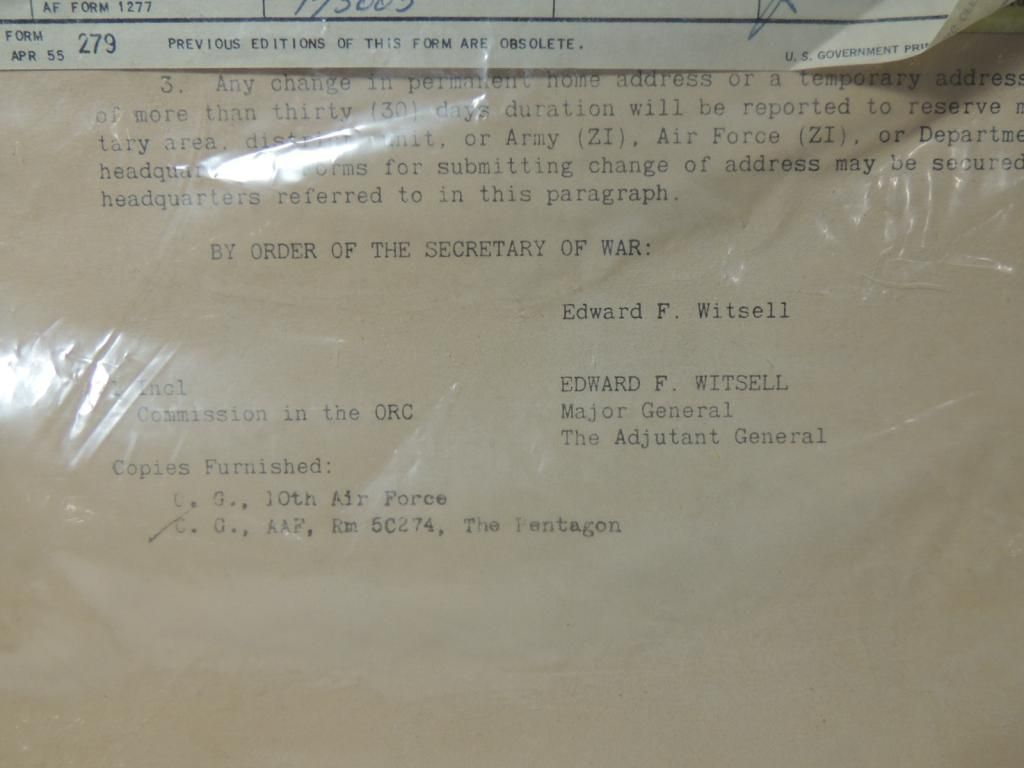 AF FORM 1277
FORM
APR 55 279 PREVIOUS EDITIONS OF THIS FORM ARE OBSOLETE. U. S. GOVERNMENT PRI
3. Any change in permanent home address or a temporary address
of more than thirty (30) days duration will be reported to reserve m
tary area, distri unit, or Army (ZI), Air Force (ZI), or Departme
headquar orms for submitting change of address may be secured
headquarters referred to in this paragraph.
BY ORDER OF THE SECRETARY OF WAR:
Edward F. Witsell
Incl EDWARD F. WITSELL
Commission in the ORC Major General
The Adjutant General
Copies Furnished:
C. G., 10th Air Force
C. G., AAF, Rm 5C274, The Pentagon